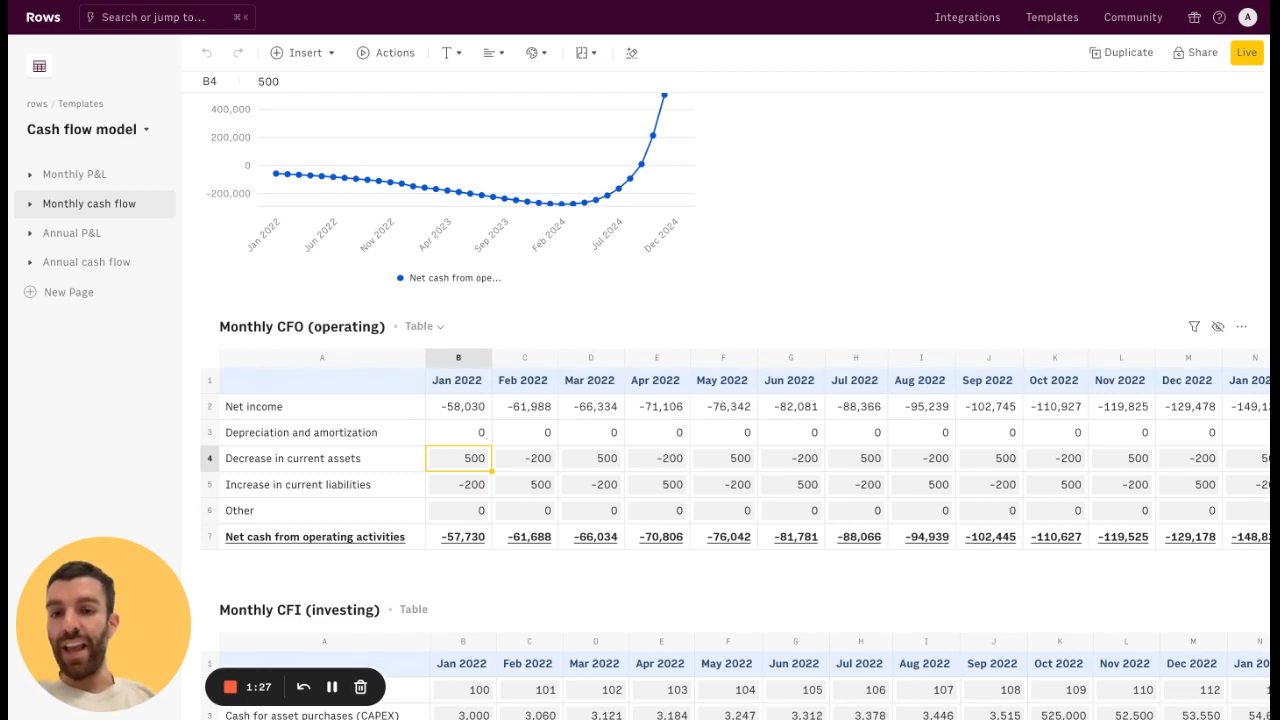 Rows Search or jump to... ⌘ K Integrations Templates Community A
Insert Actions T Duplicate Share Live
B4 500
rows / Templates
Cash flow model
Monthly P&L
Monthly cash flow
Annual P&L
Annual cash flow
New Page
400,000
200,000
0
-200,000
Jan 2022 Jun 2022 Nov 2022 Apr 2023 Sep 2023 Feb 2024 Jul 2024 Dec 2024
Net cash from ope...
Monthly CFO (operating) • Table
A B C D E F G H I J K L M N
1 Jan 2022 Feb 2022 Mar 2022 Apr 2022 May 2022 Jun 2022 Jul 2022 Aug 2022 Sep 2022 Oct 2022 Nov 2022 Dec 2022 Jan 202
2 Net income -58,030 -61,988 -66,334 -71,106 -76,342 -82,081 -88,366 -95,239 -102,745 -110,927 -119,825 -129,478 -149,1
3 Depreciation and amortization 0 0 0 0 0 0 0 0 0 0 0 0
4 Decrease in current assets 500 -200 500 -200 500 -200 500 -200 500 -200 500 -200 50
5 Increase in current liabilities -200 500 -200 500 -200 500 -200 500 -200 500 -200 500 -20
6 Other 0 0 0 0 0 0 0 0 0 0 0 0
7 Net cash from operating activities -57,730 -61,688 -66,034 -70,806 -76,042 -81,781 -88,066 -94,939 -102,445 -110,627 -119,525 -129,178 -148,8
Monthly CFI (investing) • Table
A B C D E F G H I J K L M N
1 Jan 2022 Feb 2022 Mar 2022 Apr 2022 May 2022 Jun 2022 Jul 2022 Aug 2022 Sep 2022 Oct 2022 Nov 2022 Dec 2022 Jan 20
1:27 100 101 102 103 104 105 106 107 108 109 110 112
3 Cash for asset purchases (CAPEX) 3,000 3,060 3,121 3,184 3,247 3,312 3,378 3,446 3,515 525,000 52,500 53,550 54,6